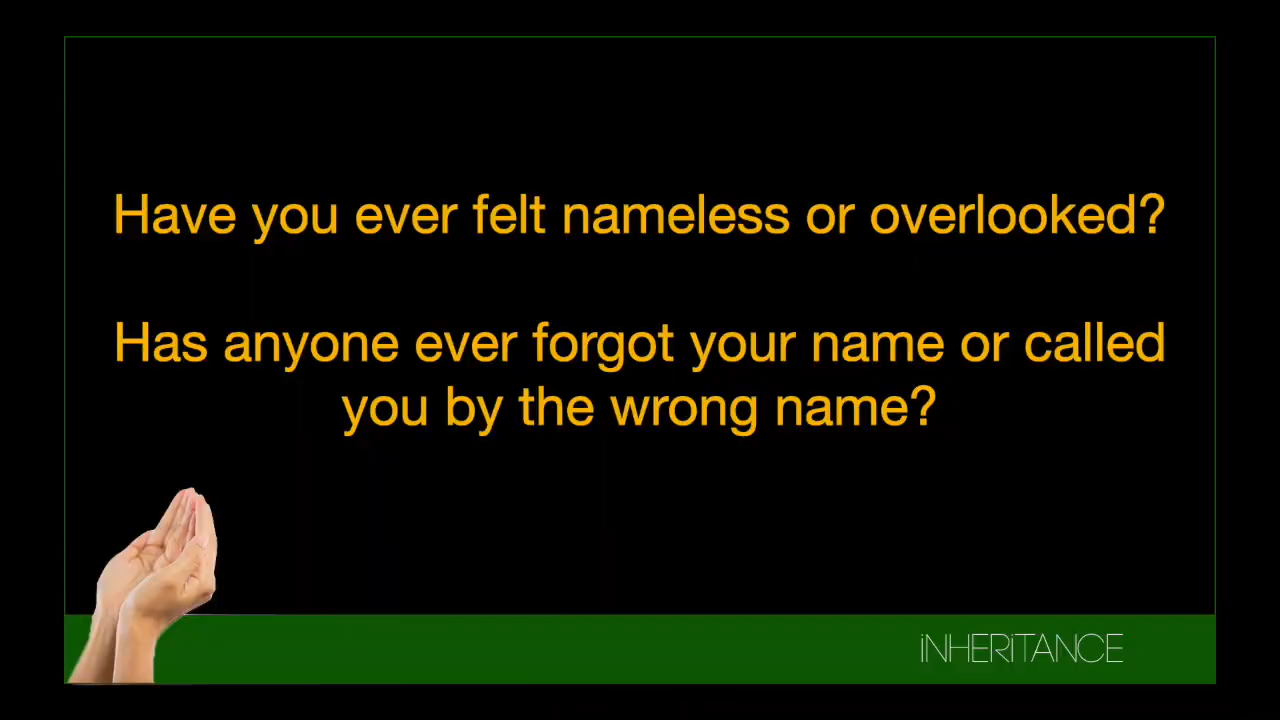 Have you ever felt nameless or overlooked?
Has anyone ever forgot your name or called
you by the wrong name?
iNHERiTANCE